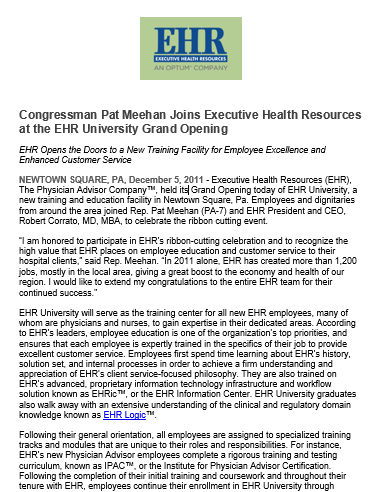 EHR
EXECUTIVE HEALTH RESOURCES
AN OPTUM™ COMPANY
Congressman Pat Meehan Joins Executive Health Resources
at the EHR University Grand Opening
EHR Opens the Doors to a New Training Facility for Employee Excellence and
Enhanced Customer Service
NEWTOWN SQUARE, PA, December 5, 2011 - Executive Health Resources (EHR),
The Physician Advisor Company™, held its Grand Opening today of EHR University, a
new training and education facility in Newtown Square, Pa. Employees and dignitaries
from around the area joined Rep. Pat Meehan (PA-7) and EHR President and CEO,
Robert Corrato, MD, MBA, to celebrate the ribbon cutting event.
“I am honored to participate in EHR’s ribbon-cutting celebration and to recognize the
high value that EHR places on employee education and customer service to their
hospital clients,” said Rep. Meehan. “In 2011 alone, EHR has created more than 1,200
jobs, mostly in the local area, giving a great boost to the economy and health of our
region. I would like to extend my congratulations to the entire EHR team for their
continued success.”
EHR University will serve as the training center for all new EHR employees, many of
whom are physicians and nurses, to gain expertise in their dedicated areas. According
to EHR’s leaders, employee education is one of the organization’s top priorities, and
ensures that each employee is expertly trained in the specifics of their job to provide
excellent customer service. Employees first spend time learning about EHR’s history,
solution set, and internal processes in order to achieve a firm understanding and
appreciation of EHR’s client service-focused philosophy. They are also trained on
EHR’s advanced, proprietary information technology infrastructure and workflow
solution known as EHRic™, or the EHR Information Center. EHR University graduates
also walk away with an extensive understanding of the clinical and regulatory domain
knowledge known as EHR Logic™.
Following their general orientation, all employees are assigned to specialized training
tracks and modules that are unique to their roles and responsibilities. For instance,
EHR’s new Physician Advisor employees complete a rigorous training and testing
curriculum, known as IPAC™, or the Institute for Physician Advisor Certification.
Following the completion of their initial training and coursework and throughout their
tenure with EHR, employees continue their enrollment in EHR University through